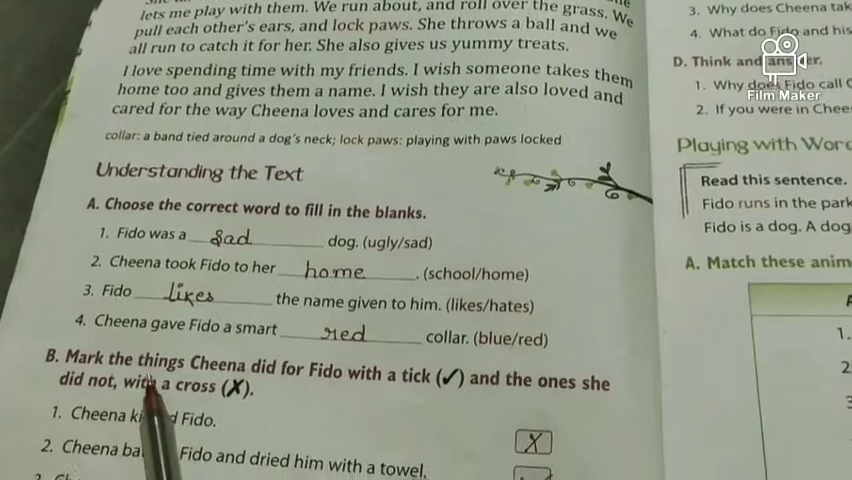 lets me play with them. We run about, and roll over the grass. We
pull each other's ears, and lock paws. She throws a ball and we
all run to catch it for her. She also gives us yummy treats.
I love spending time with my friends. I wish someone takes them
home too and gives them a name. I wish they are also loved and
cared for the way Cheena loves and cares for me.
collar: a band tied around a dog's neck; lock paws: playing with paws locked
Understanding the Text
A. Choose the correct word to fill in the blanks.
1. Fido was a sad dog. (ugly/sad)
2. Cheena took Fido to her home. (school/home)
3. Fido likes the name given to him. (likes/hates)
4. Cheena gave Fido a smart red collar. (blue/red)
B. Mark the things Cheena did for Fido with a tick (✓) and the ones she
did not, with a cross (✗).
1. Cheena Fido. X
2. Cheena Fido and dried him with a towel.
3. Why does Cheena
4. What do Fido and his
D. Think and answer.
1. Why does Fido call
2. If you were in
Playing with
Read this sentence.
Fido runs in the park
Fido is a dog. A dog
A. Match these
1.
2
3
Film Maker